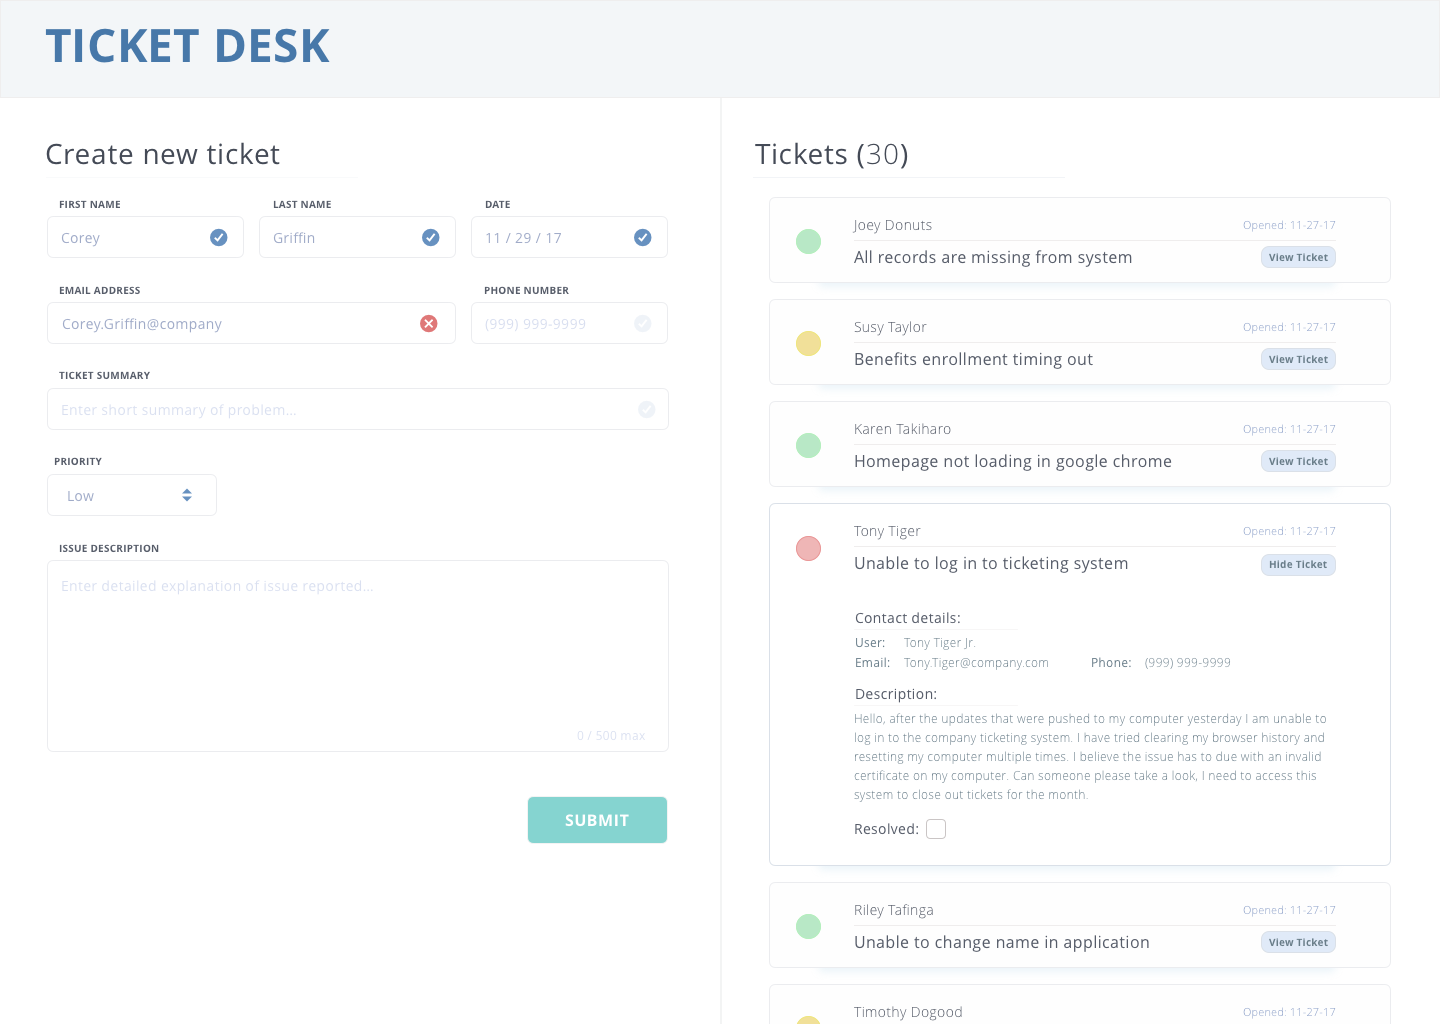 TICKET DESK
Create new ticket
FIRST NAME
LAST NAME
DATE
Corey
Griffin
11 / 29 / 17
EMAIL ADDRESS
PHONE NUMBER
Corey.Griffin@company
(999) 999-9999
TICKET SUMMARY
Enter short summary of problem...
PRIORITY
Low
ISSUE DESCRIPTION
Enter detailed explanation of issue reported...
0 / 500 max
SUBMIT
Tickets (30)
Joey Donuts
Opened: 11-27-17
All records are missing from system
View Ticket
Susy Taylor
Opened: 11-27-17
Benefits enrollment timing out
View Ticket
Karen Takiharo
Opened: 11-27-17
Homepage not loading in google chrome
View Ticket
Tony Tiger
Opened: 11-27-17
Unable to log in to ticketing system
Hide Ticket
Contact details:
User: Tony Tiger Jr.
Email: Tony.Tiger@company.com Phone: (999) 999-9999
Description:
Hello, after the updates that were pushed to my computer yesterday I am unable to
log in to the company ticketing system. I have tried clearing my browser history and
resetting my computer multiple times. I believe the issue has to due with an invalid
certificate on my computer. Can someone please take a look, I need to access this
system to close out tickets for the month.
Resolved:
Riley Tafinga
Opened: 11-27-17
Unable to change name in application
View Ticket
Timothy Dogood
Opened: 11-27-17